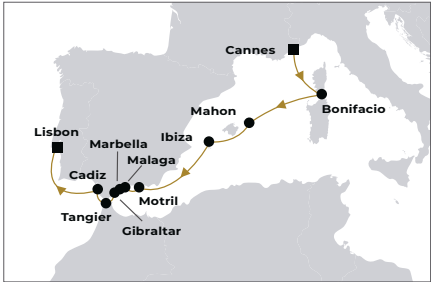 Cannes
Bonifacio
Mahon
Ibiza
Lisbon
Marbella
Malaga
Cadiz
Motril
Tangier
Gibraltar